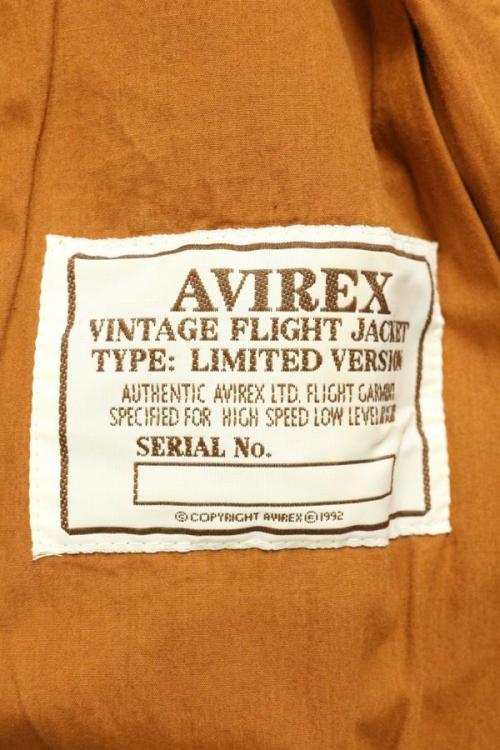 AVIREX
VINTAGE FLIGHT JACKET
TYPE: LIMITED VERSION
AUTHENTIC AVIREX LTD. FLIGHT GARMENT
SPECIFIED FOR HIGH SPEED LOW LEVEL
SERIAL No.
© COPYRIGHT AVIREX © 1992